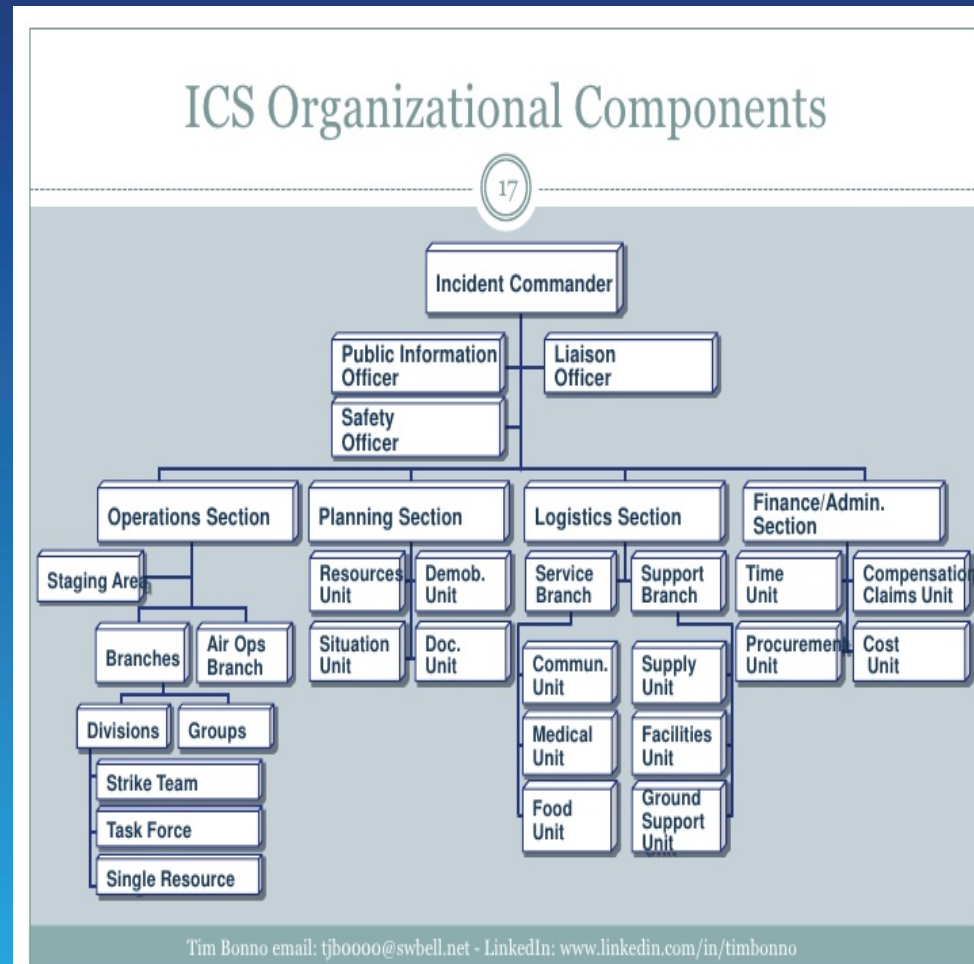 ICS Organizational Components
17
Incident Commander
Public Information
Officer
Liaison
Officer
Safety
Officer
Operations Section
Planning Section
Logistics Section
Finance/Admin.
Section
Staging Area
Resources
Unit
Demob.
Unit
Service
Branch
Support
Branch
Time
Unit
Compensation
Claims Unit
Branches
Air Ops
Branch
Situation
Unit
Doc.
Unit
Procurement
Unit
Cost
Unit
Commun.
Unit
Supply
Unit
Divisions
Groups
Medical
Unit
Facilities
Unit
Strike Team
Task Force
Single Resource
Food
Unit
Ground
Support
Unit
Tim Bonno email: tjb0000@swbell.net - LinkedIn: www.linkedin.com/in/timbonno